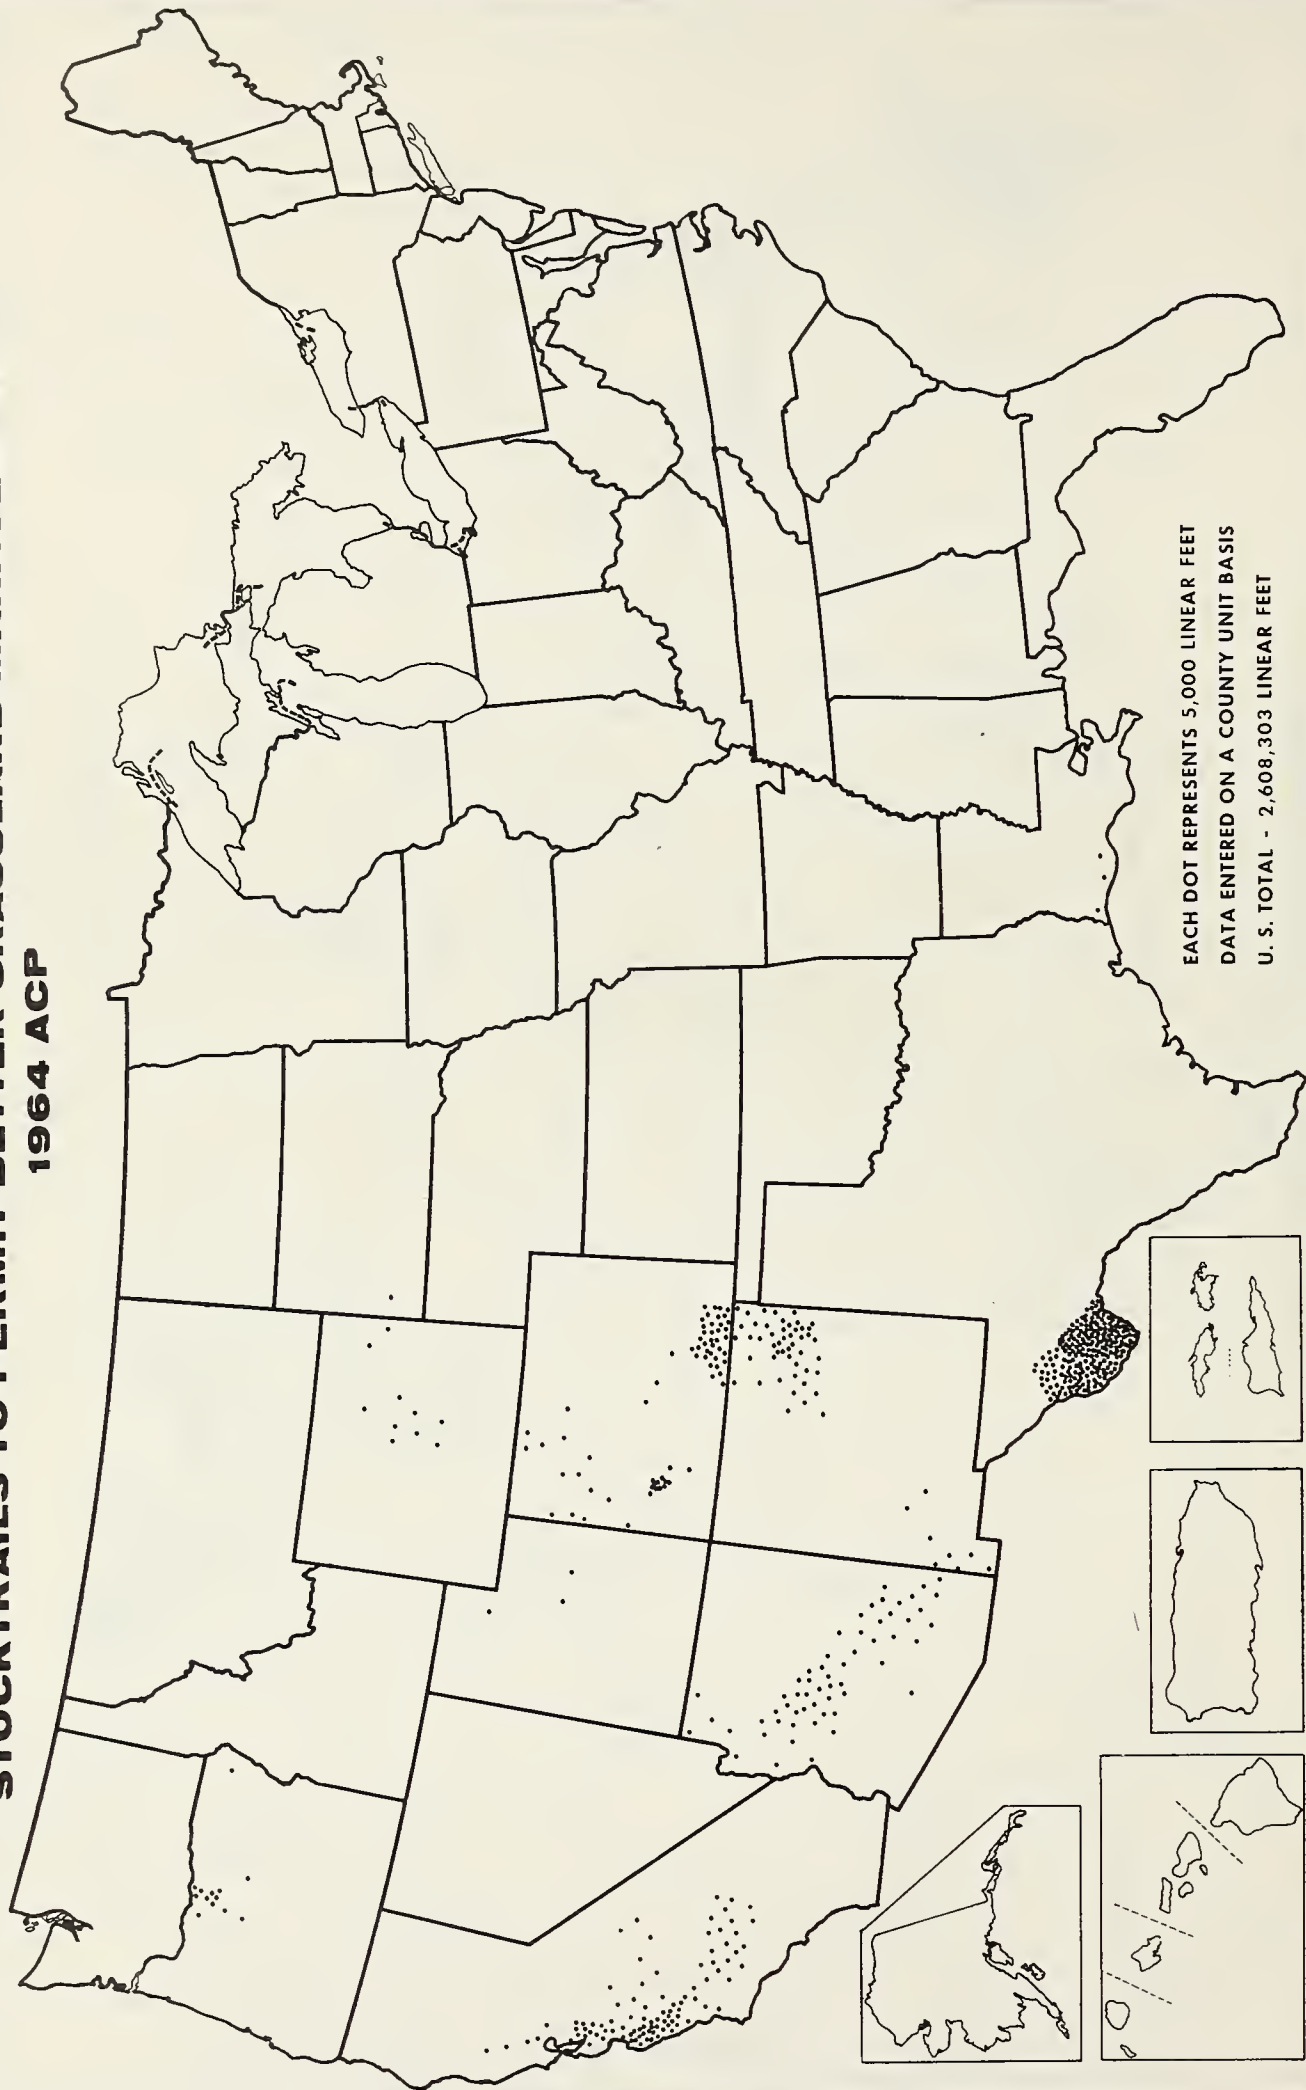 STOCKTRAILS TO PERMIT BETTER GRASSLAND
1964 ACP
EACH DOT REPRESENTS 5,000 LINEAR FEET
DATA ENTERED ON A COUNTY UNIT BASIS
U. S. TOTAL - 2,608,303 LINEAR FEET